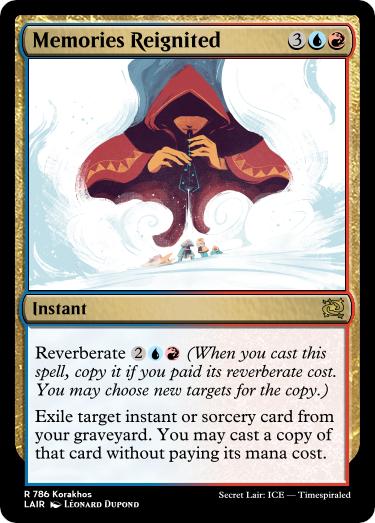 Memories Reignited 3
Instant
Reverberate 2 (When you cast this
spell, copy it if you paid its reverberate cost.
You may choose new targets for the copy.)
Exile target instant or sorcery card from
your graveyard. You may cast a copy of
that card without paying its mana cost.
R 786 Korakhos
LAIR Léonard Dupond
Secret Lair: ICE — Timespiraled